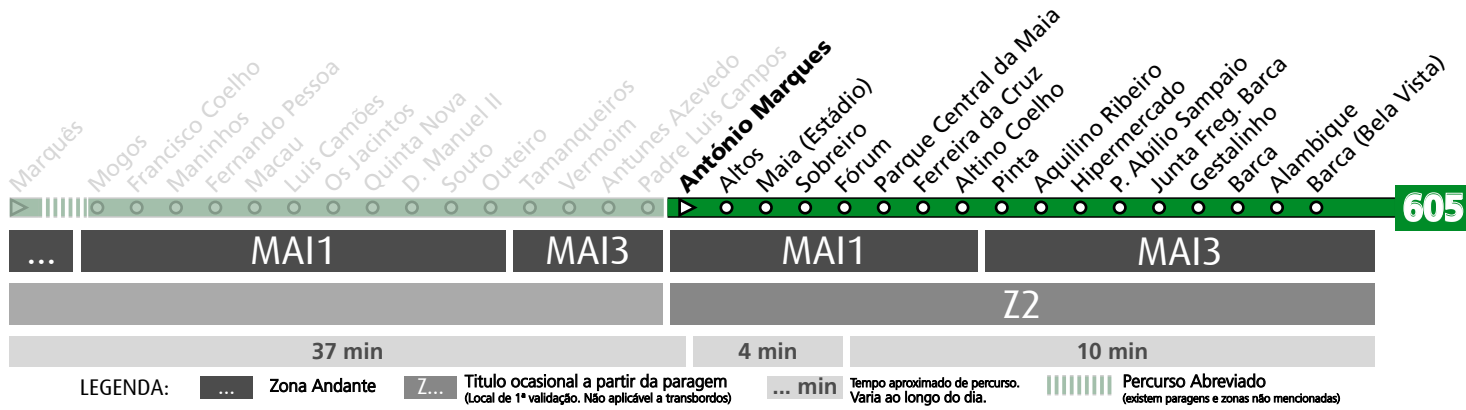 Marquês
Mogos
Francisco Coelho
Maninhos
Fernando Pessoa
Macau
Luis Camões
Os Jacintos
Quinta Nova
D. Manuel II
Souto
Outeiro
Tamanqueiros
Vermoim
Antunes Azevedo
Padre Luis Campos
António Marques
Altos
Maia (Estádio)
Sobreiro
Fórum
Parque Central da Maia
Ferreira da Cruz
Altino Coelho
Pinta
Aquilino Ribeiro
Hipermercado
P. Abilio Sampaio
Junta Freg. Barca
Gestalinho
Barca
Alambique
Barca (Bela Vista)
605
... MAI1 MAI3 MAI1 MAI3
Z2
37 min 4 min 10 min
LEGENDA:
... Zona Andante
Z... Titulo ocasional a partir da paragem
(Local de 1ª validação. Não aplicável a transbordos)
... min Tempo aproximado de percurso.
Varia ao longo do dia.
Percurso Abreviado
(existem paragens e zonas não mencionadas)